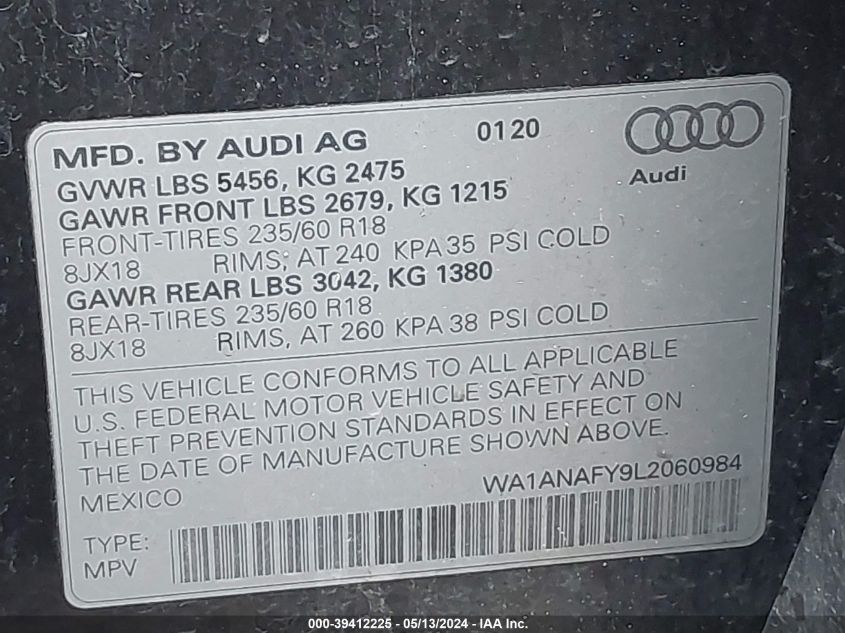 MFD. BY AUDI AG 0120
Audi
GVWR LBS 5456, KG 2475
GAWR FRONT LBS 2679, KG 1215
FRONT-TIRES 235/60 R18
8JX18 RIMS, AT 240 KPA 35 PSI COLD
GAWR REAR LBS 3042, KG 1380
REAR-TIRES 235/60 R18
8JX18 RIMS, AT 260 KPA 38 PSI COLD
THIS VEHICLE CONFORMS TO ALL APPLICABLE
U.S. FEDERAL MOTOR VEHICLE SAFETY AND
THEFT PREVENTION STANDARDS IN EFFECT ON
THE DATE OF MANUFACTURE SHOWN ABOVE.
MEXICO WA1ANAFY9L2060984
TYPE:
MPV
000-39412225 - 05/13/2024 - IAA Inc.